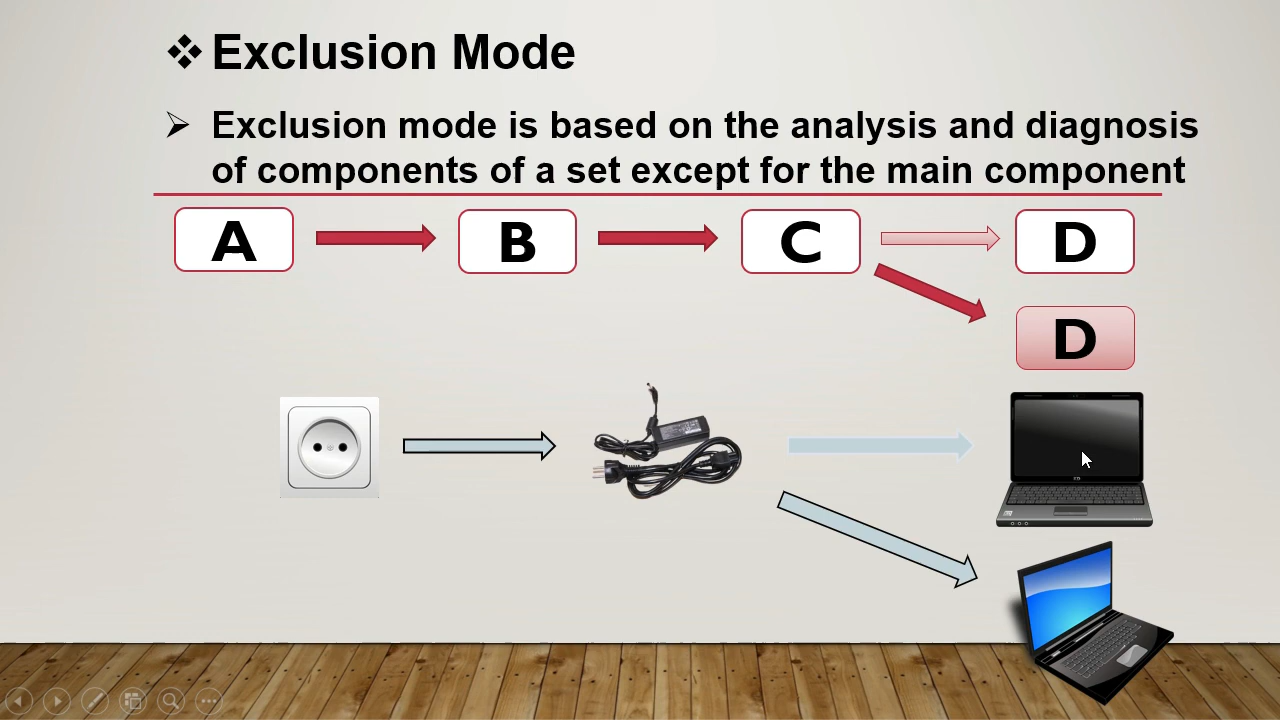 Exclusion Mode
Exclusion mode is based on the analysis and diagnosis
of components of a set except for the main component
A B C D
D